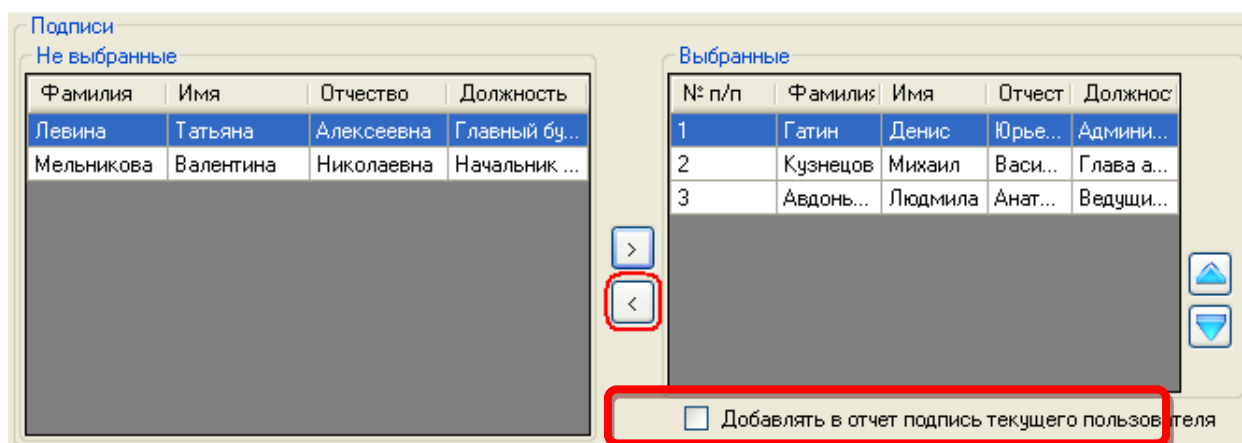 Подписи
Не выбранные
Фамилия Имя Отчество Должность
Левина Татьяна Алексеевна Главный бу...
Мельникова Валентина Николаевна Начальник ...
>
<
Выбранные
№ п/п Фамилия Имя Отчест Должнос
1 Гатин Денис Юрье... Админи...
2 Кузнецов Михаил Васи... Глава а...
3 Авдонь... Людмила Анат... Ведущи...
Добавлять в отчет подпись текущего пользователя